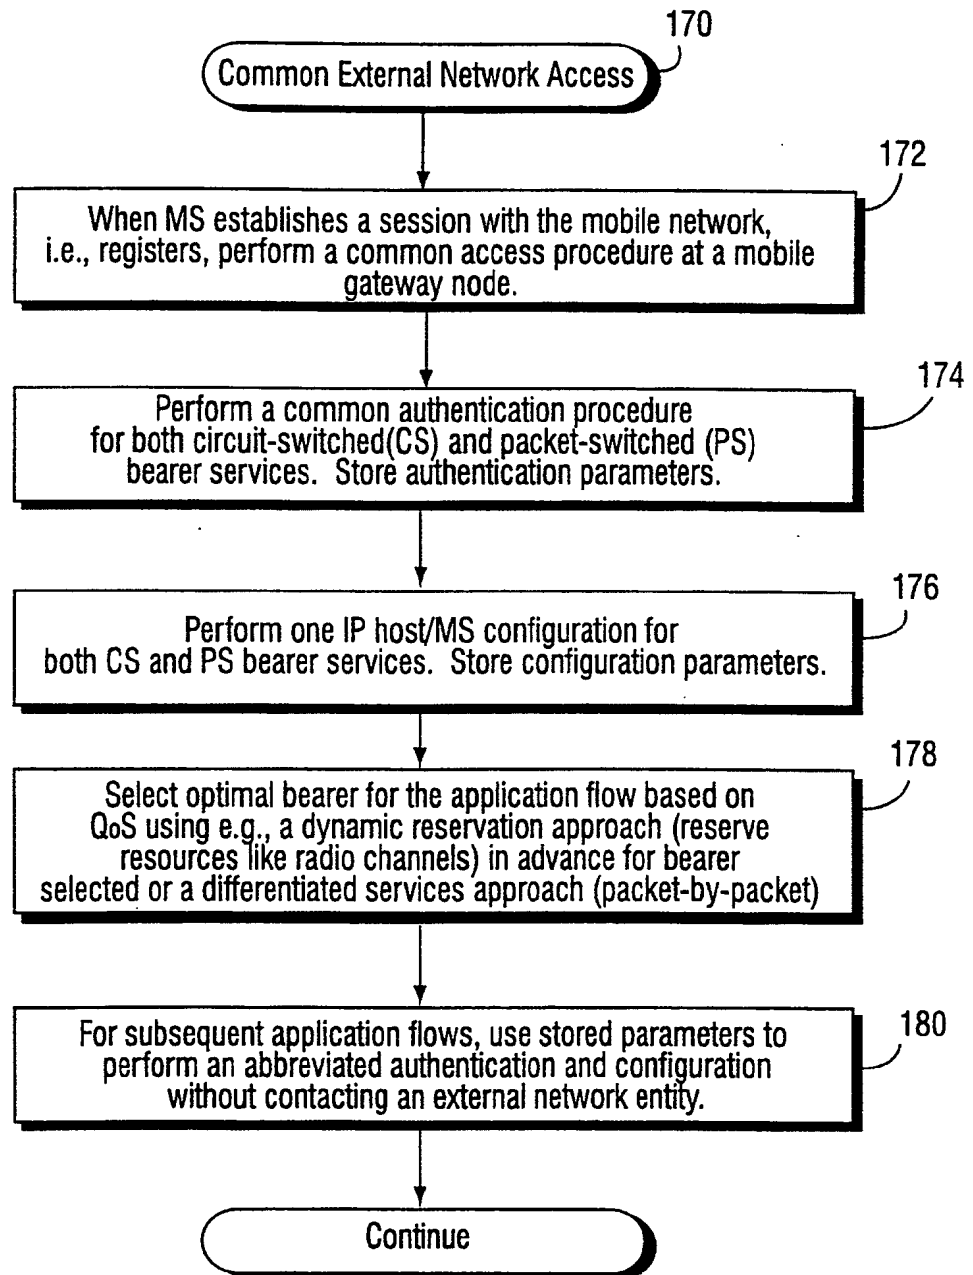 170
Common External Network Access
172
When MS establishes a session with the mobile network,
i.e., registers, perform a common access procedure at a mobile
gateway node.
174
Perform a common authentication procedure
for both circuit-switched(CS) and packet-switched (PS)
bearer services. Store authentication parameters.
176
Perform one IP host/MS configuration for
both CS and PS bearer services. Store configuration parameters.
178
Select optimal bearer for the application flow based on
QoS using e.g., a dynamic reservation approach (reserve
resources like radio channels) in advance for bearer
selected or a differentiated services approach (packet-by-packet)
180
For subsequent application flows, use stored parameters to
perform an abbreviated authentication and configuration
without contacting an external network entity.
Continue